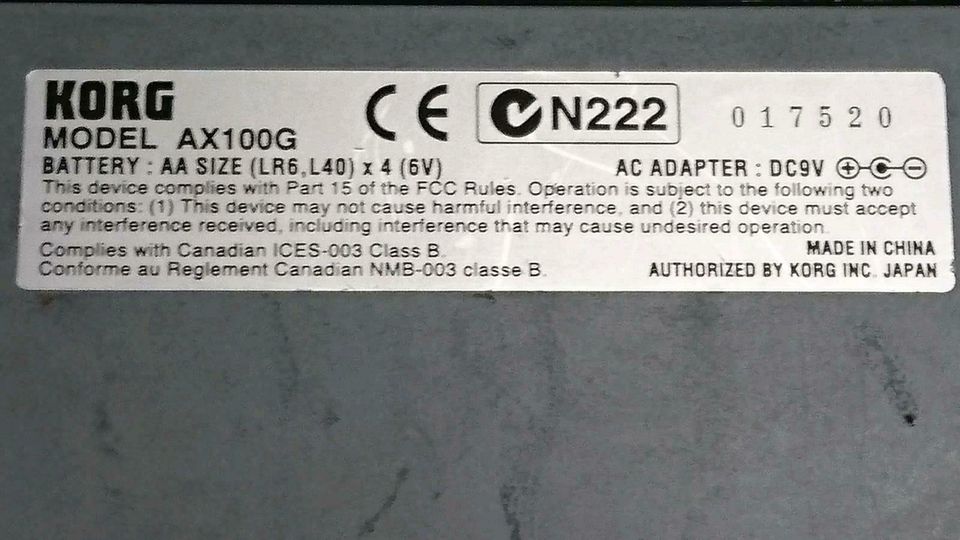 KORG
MODEL AX100G
CE
N222
017520
BATTERY : AA SIZE (LR6,L40) x 4 (6V)
AC ADAPTER : DC9V
This device complies with Part 15 of the FCC Rules. Operation is subject to the following two
conditions: (1) This device may not cause harmful interference, and (2) this device must accept
any interference received, including interference that may cause undesired operation.
Complies with Canadian ICES-003 Class B.
MADE IN CHINA
Conforme au Reglement Canadian NMB-003 classe B.
AUTHORIZED BY KORG INC. JAPAN